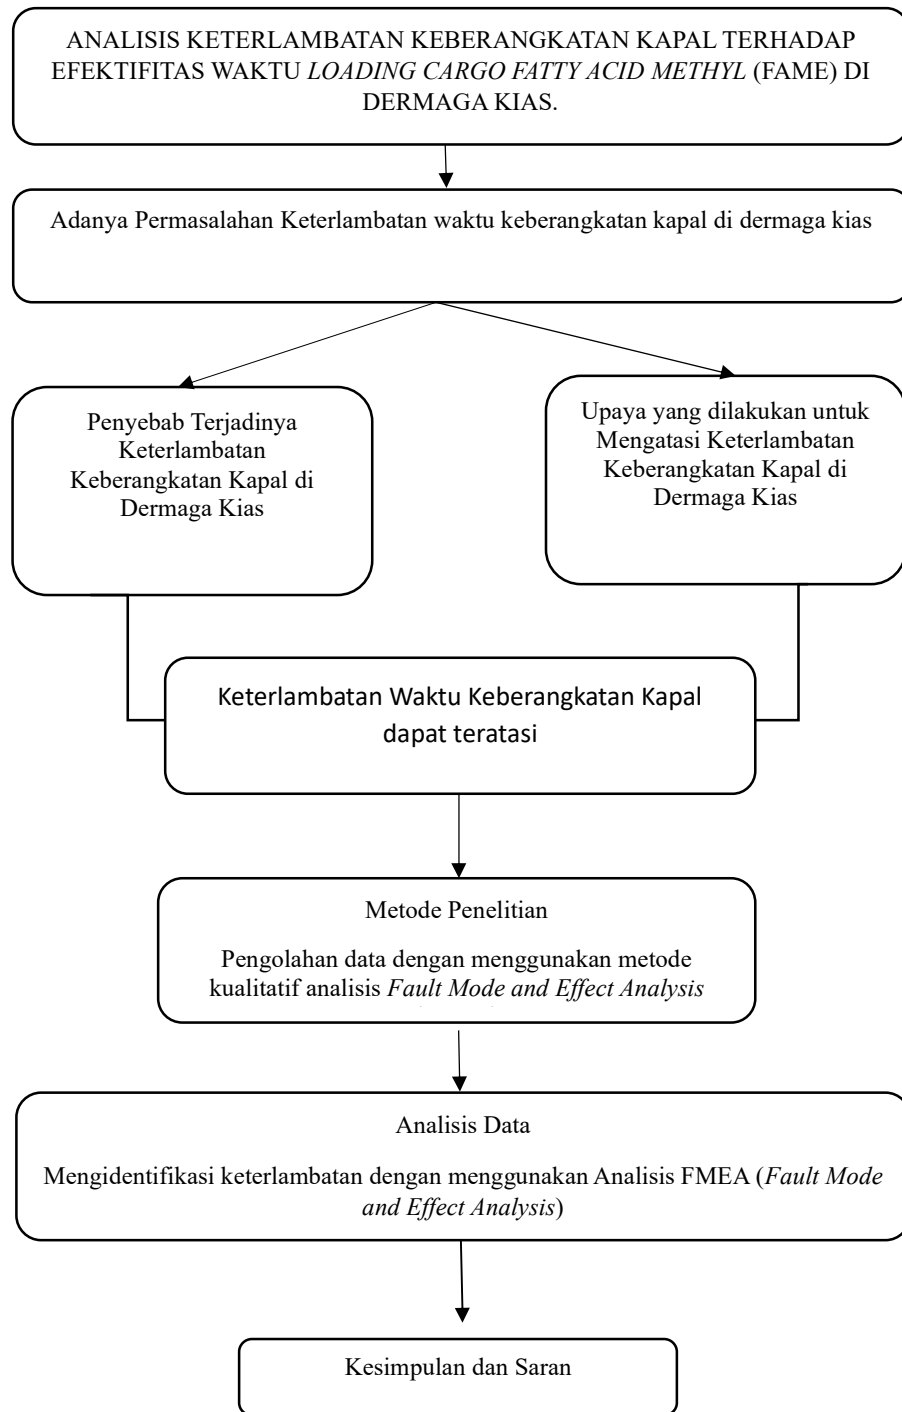 ANALISIS KETERLAMBATAN KEBERANGKATAN KAPAL TERHADAP
EFEKTIFITAS WAKTU LOADING CARGO FATTY ACID METHYL (FAME) DI
DERMAGA KIAS.
Adanya Permasalahan Keterlambatan waktu keberangkatan kapal di dermaga kias
Penyebab Terjadinya
Keterlambatan
Keberangkatan Kapal di
Dermaga Kias
Upaya yang dilakukan untuk
Mengatasi Keterlambatan
Keberangkatan Kapal di
Dermaga Kias
Keterlambatan Waktu Keberangkatan Kapal
dapat teratasi
Metode Penelitian
Pengolahan data dengan menggunakan metode
kualitatif analisis Fault Mode and Effect Analysis
Analisis Data
Mengidentifikasi keterlambatan dengan menggunakan Analisis FMEA (Fault Mode
and Effect Analysis)
Kesimpulan dan Saran